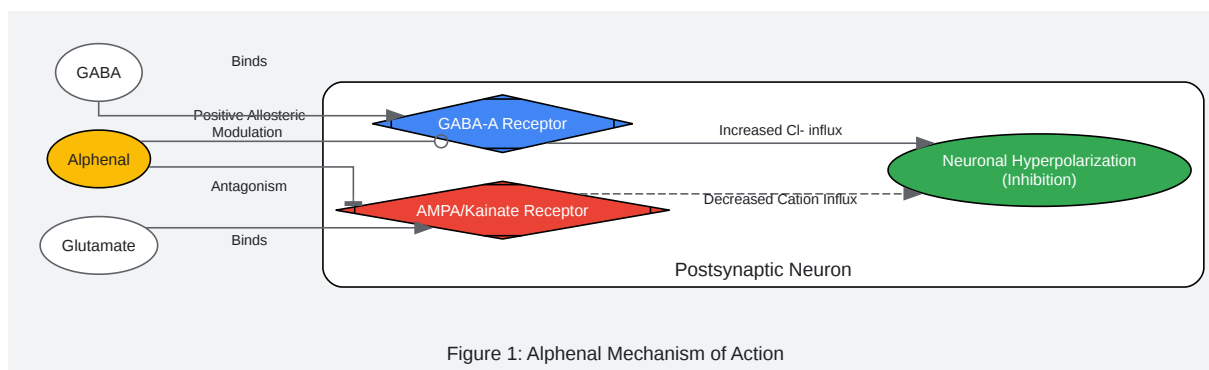 GABA
Binds
Positive Allosteric
Modulation
GABA-A Receptor
Increased Cl- influx
Alphenal
Neuronal Hyperpolarization
(Inhibition)
Antagonism
AMPA/Kainate Receptor
Decreased Cation Influx
Glutamate
Binds
Postsynaptic Neuron
Figure 1: Alphenal Mechanism of Action